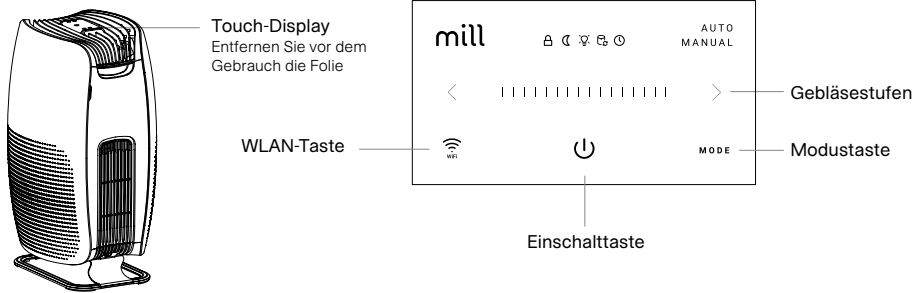 Touch-Display
Entfernen Sie vor dem
Gebrauch die Folie
mill
AUTO
MANUAL
Gebläsestufen
WLAN-Taste
WiFi
MODE
Modustaste
Einschalttaste